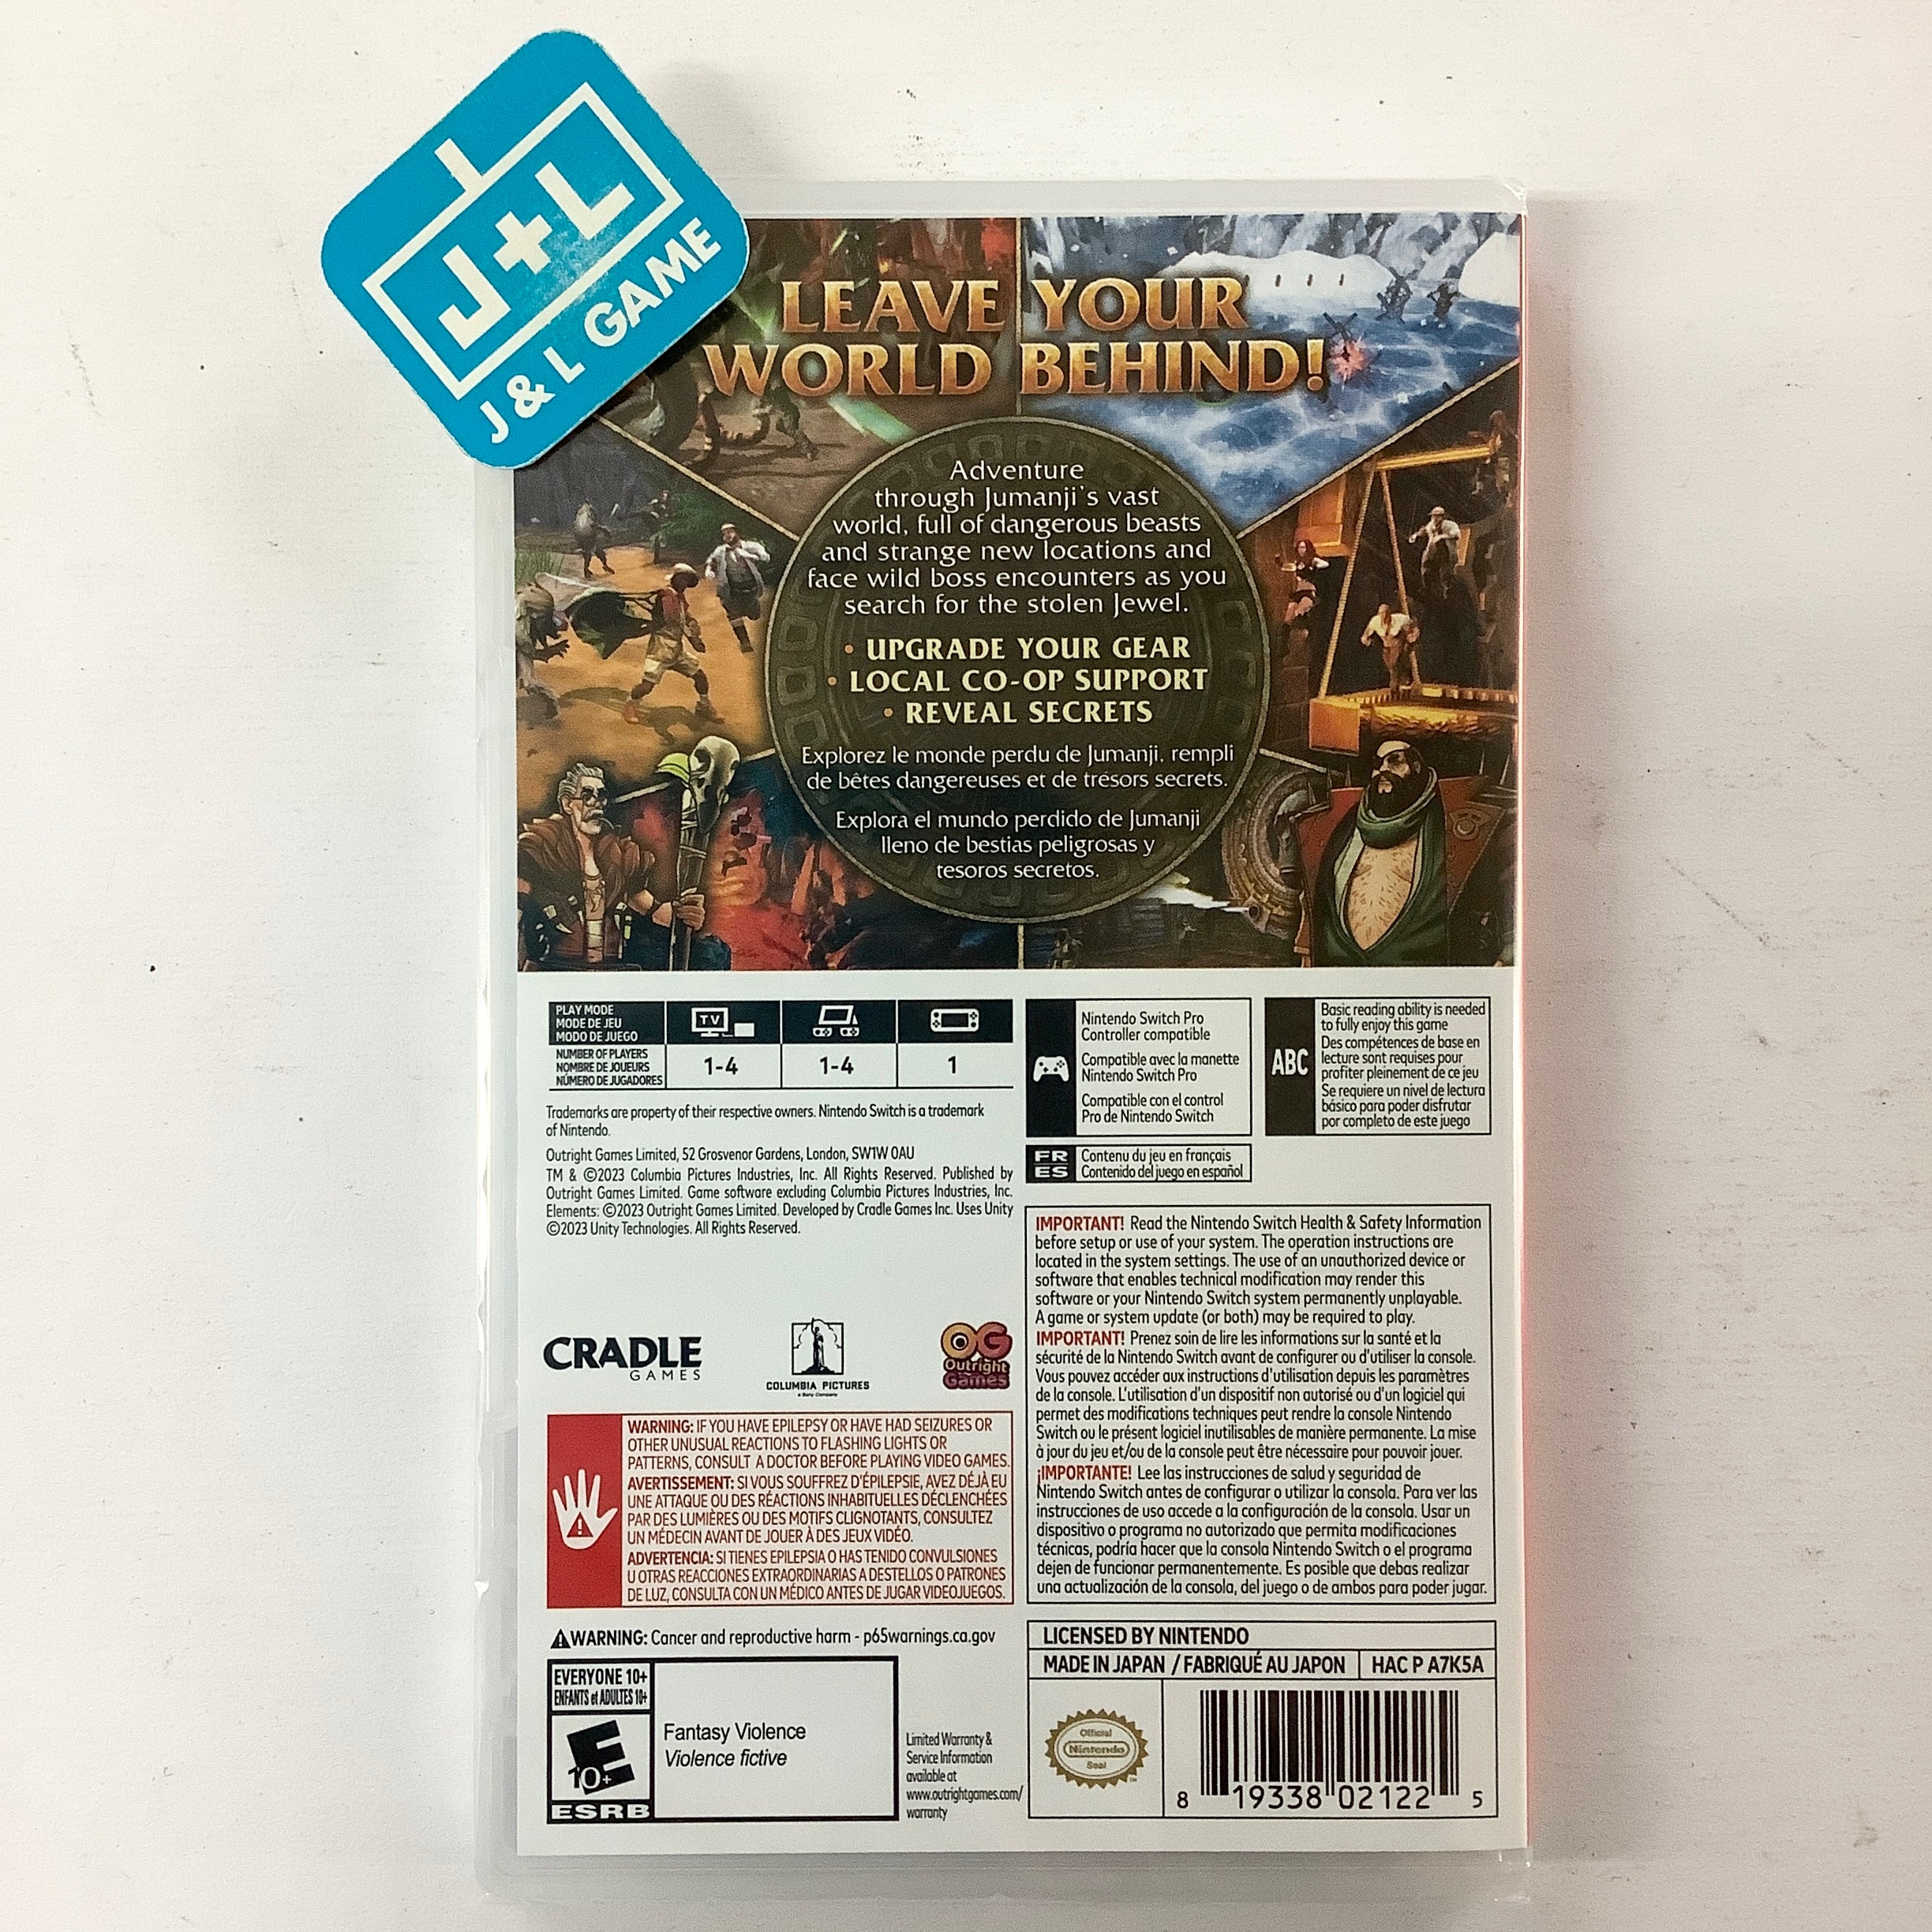 J+L
J & L GAME
LEAVE YOUR
WORLD BEHIND!
Adventure
through Jumanji's vast
world, full of dangerous beasts
and strange new locations and
face wild boss encounters as you
search for the stolen Jewel.
• UPGRADE YOUR GEAR
• LOCAL CO-OP SUPPORT
• REVEAL SECRETS
Explorez le monde perdu de Jumanji, rempli
de bêtes dangereuses et de trésors secrets.
Explora el mundo perdido de Jumanji
lleno de bestias peligrosas y
tesoros secretos.
PLAY MODE
MODE DE JEU
MODO DE JUEGO
TV
NUMBER OF PLAYERS
NOMBRE DE JOUEURS
NÚMERO DE JUGADORES
1-4
1-4
1
Trademarks are property of their respective owners. Nintendo Switch is a trademark
of Nintendo.
Outright Games Limited, 52 Grosvenor Gardens, London, SW1W 0AU
TM & ©2023 Columbia Pictures Industries, Inc. All Rights Reserved. Published by
Outright Games Limited. Game software excluding Columbia Pictures Industries, Inc.
Elements: ©2023 Outright Games Limited. Developed by Cradle Games Inc. Uses Unity
©2023 Unity Technologies. All Rights Reserved.
Nintendo Switch Pro
Controller compatible
Compatible avec la manette
Nintendo Switch Pro
Compatible con el control
Pro de Nintendo Switch
ABC
Basic reading ability is needed
to fully enjoy this game
Des compétences de base en
lecture sont requises pour
profiter pleinement de ce jeu
Se requiere un nivel de lectura
básico para poder disfrutar
por completo de este juego
FR
ES
Contenu du jeu en français
Contenido del juego en español
CRADLE
GAMES
COLUMBIA PICTURES
a Sony Company
OG
Outright
Games
WARNING: IF YOU HAVE EPILEPSY OR HAVE HAD SEIZURES OR
OTHER UNUSUAL REACTIONS TO FLASHING LIGHTS OR
PATTERNS, CONSULT A DOCTOR BEFORE PLAYING VIDEO GAMES.
AVERTISSEMENT: SI VOUS SOUFFREZ D'ÉPILEPSIE, AVEZ DÉJÀ EU
UNE ATTAQUE OU DES RÉACTIONS INHABITUELLES DÉCLENCHÉES
PAR DES LUMIÈRES OU DES MOTIFS CLIGNOTANTS, CONSULTEZ
UN MÉDECIN AVANT DE JOUER À DES JEUX VIDÉO.
ADVERTENCIA: SI TIENES EPILEPSIA O HAS TENIDO CONVULSIONES
U OTRAS REACCIONES EXTRAORDINARIAS A DESTELLOS O PATRONES
DE LUZ, CONSULTA CON UN MÉDICO ANTES DE JUGAR VIDEOJUEGOS.
IMPORTANT! Read the Nintendo Switch Health & Safety Information
before setup or use of your system. The operation instructions are
located in the system settings. The use of an unauthorized device or
software that enables technical modification may render this
software or your Nintendo Switch system permanently unplayable.
A game or system update (or both) may be required to play.
IMPORTANT! Prenez soin de lire les informations sur la santé et la
sécurité de la Nintendo Switch avant de configurer ou d'utiliser la console.
Vous pouvez accéder aux instructions d'utilisation depuis les paramètres
de la console. L'utilisation d'un dispositif non autorisé ou d'un logiciel qui
permet des modifications techniques peut rendre la console Nintendo
Switch ou le présent logiciel inutilisables de manière permanente. La mise
à jour du jeu et/ou de la console peut être nécessaire pour pouvoir jouer.
¡IMPORTANTE! Lee las instrucciones de salud y seguridad de
Nintendo Switch antes de configurar o utilizar la consola. Para ver las
instrucciones de uso accede a la configuración de la consola. Usar un
dispositivo o programa no autorizado que permita modificaciones
técnicas, podría hacer que la consola Nintendo Switch o el programa
dejen de funcionar permanentemente. Es posible que debas realizar
una actualización de la consola, del juego o de ambos para poder jugar.
⚠WARNING: Cancer and reproductive harm - p65warnings.ca.gov
EVERYONE 10+
ENFANTS et ADULTES 10+
E
10+
ESRB
Fantasy Violence
Violence fictive
Limited Warranty &
Service Information
available at
www.outrightgames.com/
warranty
LICENSED BY NINTENDO
MADE IN JAPAN / FABRIQUÉ AU JAPON
HAC P A7K5A
Official
Nintendo
Seal
8 19338 02122 5